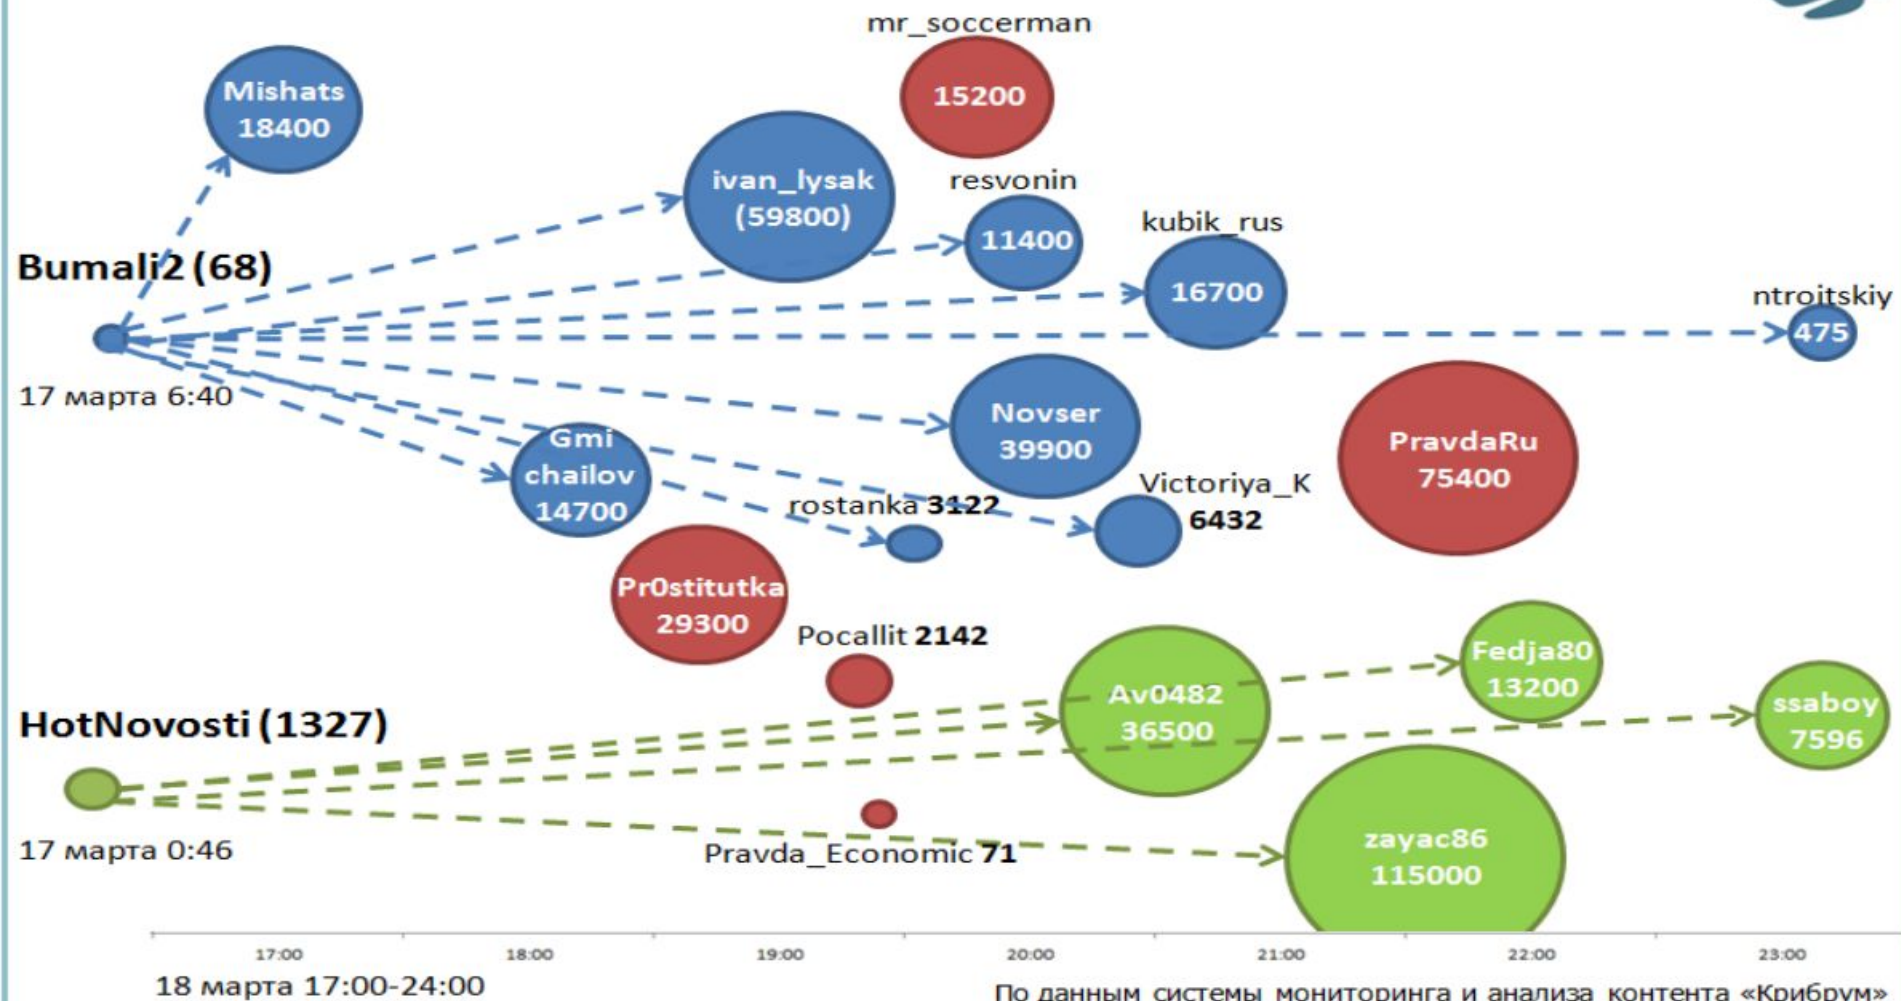 mr_soccerman
15200
Mishats
18400
ivan_lysak
(59800)
resvonin
11400
kubik_rus
16700
Bumali2 (68)
ntroitskiy
475
17 марта 6:40
Novser
39900
PravdaRu
75400
Gmi
chailov
14700
rostanka 3122
Victoriya_K
6432
Pr0stitutka
29300
Pocallit 2142
Av0482
36500
Fedja80
13200
ssaboy
7596
HotNovosti (1327)
17 марта 0:46
Pravda_Economic 71
zayac86
115000
17:00 18:00 19:00 20:00 21:00 22:00 23:00
18 марта 17:00-24:00
По данным системы мониторинга и анализа контента «Крибрум»